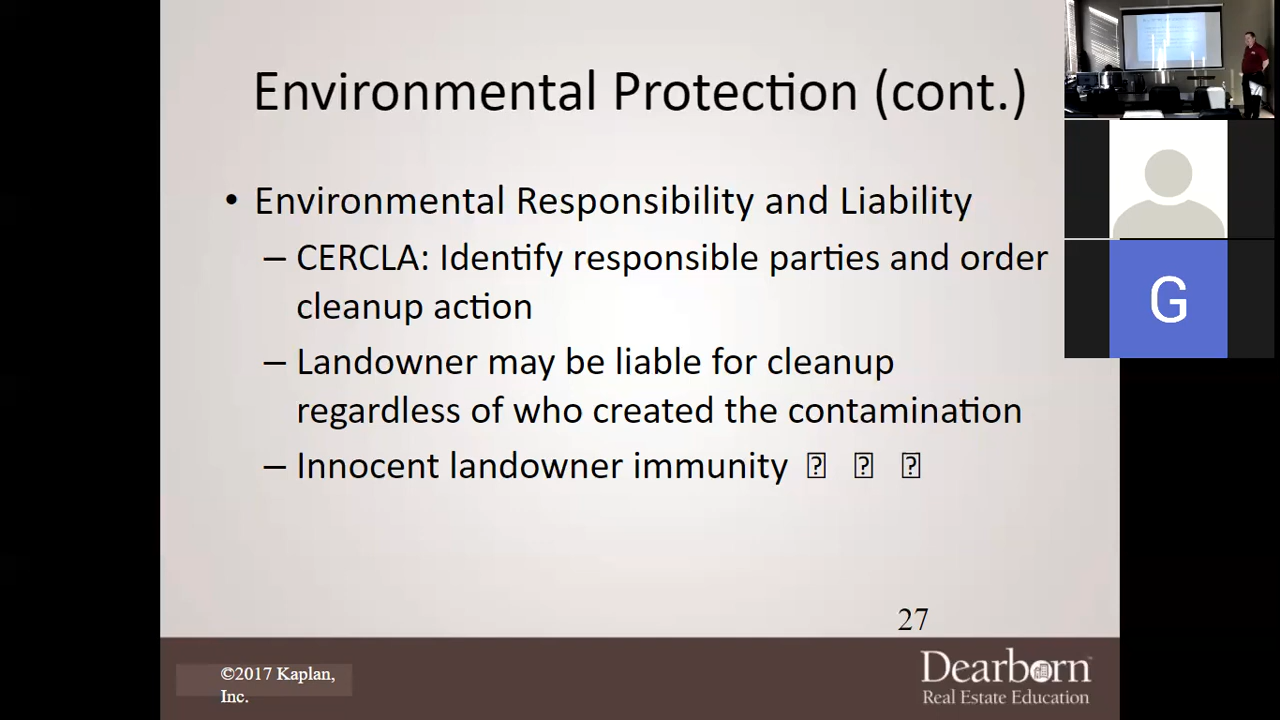 Environmental Protection (cont.)
• Environmental Responsibility and Liability
– CERCLA: Identify responsible parties and order
cleanup action
– Landowner may be liable for cleanup
regardless of who created the contamination
– Innocent landowner immunity
27
©2017 Kaplan,
Inc.
Dearborn
Real Estate Education
G